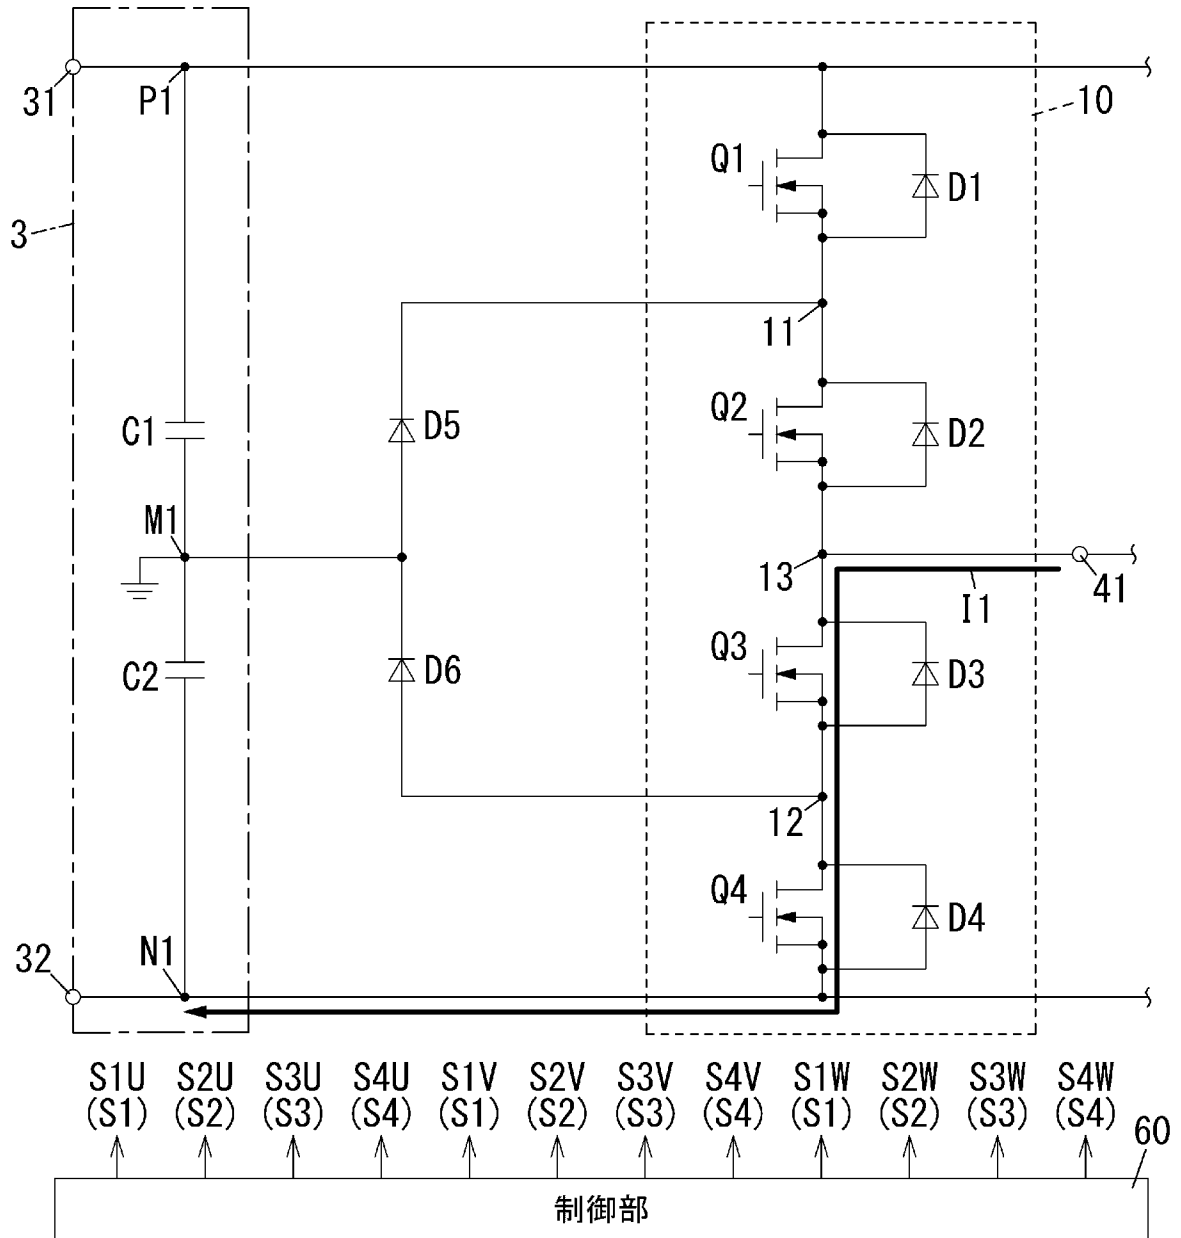 31
P1
10
Q1
D1
3
11
C1
D5
Q2
D2
M1
13
41
I1
C2
D6
Q3
D3
12
Q4
D4
32
N1
S1U S2U S3U S4U S1V S2V S3V S4V S1W S2W S3W S4W
(S1) (S2) (S3) (S4) (S1) (S2) (S3) (S4) (S1) (S2) (S3) (S4)
60
制御部